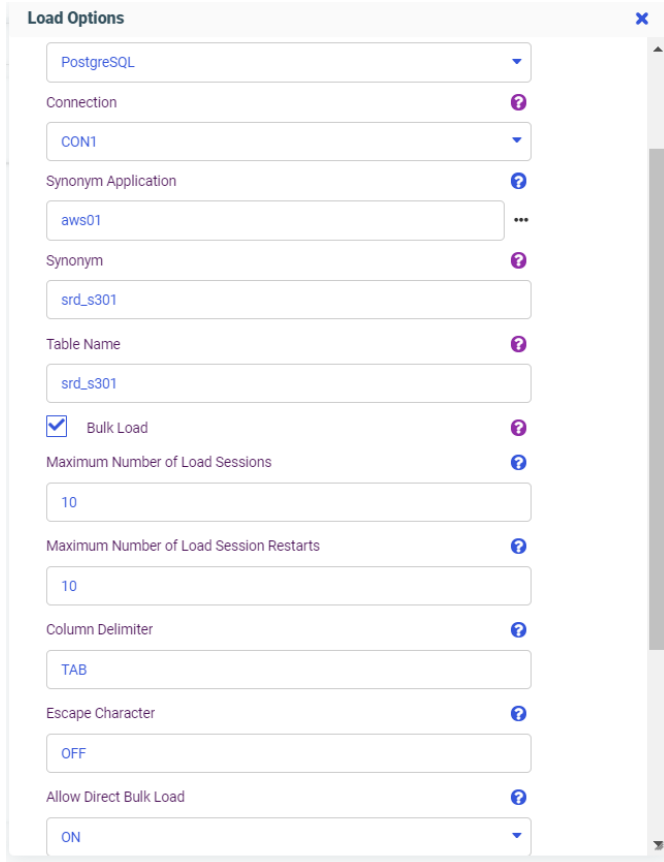 Load Options
PostgreSQL
Connection
CON1
Synonym Application
aws01
Synonym
srd_s301
Table Name
srd_s301
Bulk Load
Maximum Number of Load Sessions
10
Maximum Number of Load Session Restarts
10
Column Delimiter
TAB
Escape Character
OFF
Allow Direct Bulk Load
ON